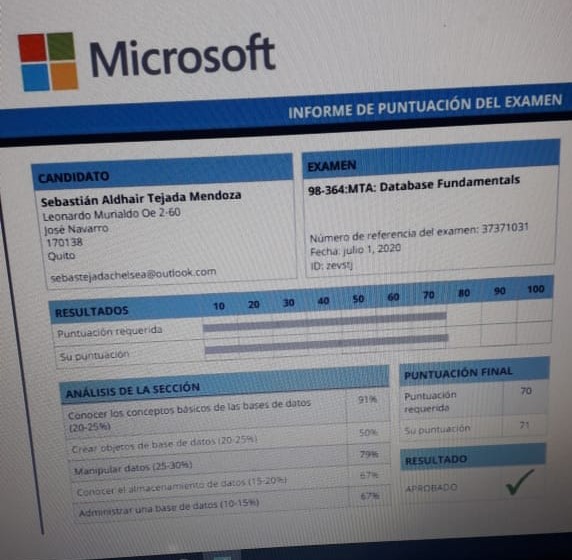 Microsoft
INFORME DE PUNTUACIÓN DEL EXAMEN
CANDIDATO
Sebastián Aldhair Tejada Mendoza
Leonardo Murialdo Oe 2-60
José Navarro
170138
Quito
sebastejadachelsea@outlook.com
EXAMEN
98-364:MTA: Database Fundamentals
Número de referencia del examen: 37371031
Fecha: julio 1, 2020
ID: zevstj
RESULTADOS 10 20 30 40 50 60 70 80 90 100
Puntuación requerida
Su puntuación
ANÁLISIS DE LA SECCIÓN
Conocer los conceptos básicos de las bases de datos
(20-25%) 91%
Crear objetos de base de datos (20-25%) 50%
Manipular datos (25-30%) 79%
Conocer el almacenamiento de datos (15-20%) 67%
Administrar una base de datos (10-15%) 67%
PUNTUACIÓN FINAL
Puntuación 70
requerida
Su puntuación 71
RESULTADO
APROBADO